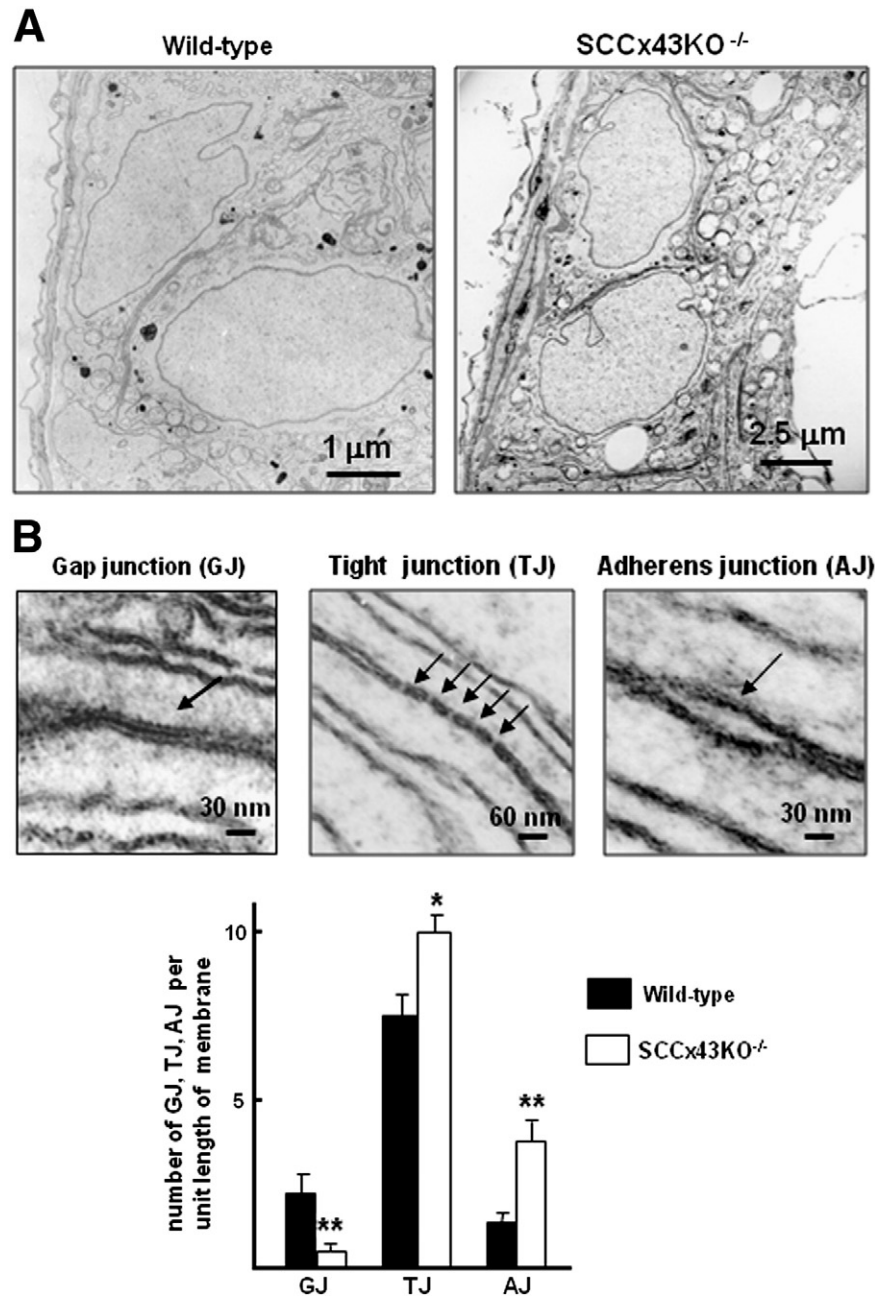 A
Wild-type
SCCx43KO -/-
1 µm
2.5 µm
B
Gap junction (GJ)
Tight junction (TJ)
Adherens junction (AJ)
30 nm
60 nm
30 nm
number of GJ, TJ, AJ per
unit length of membrane
10
5
**
*
**
GJ
TJ
AJ
Wild-type
SCCx43KO-/-